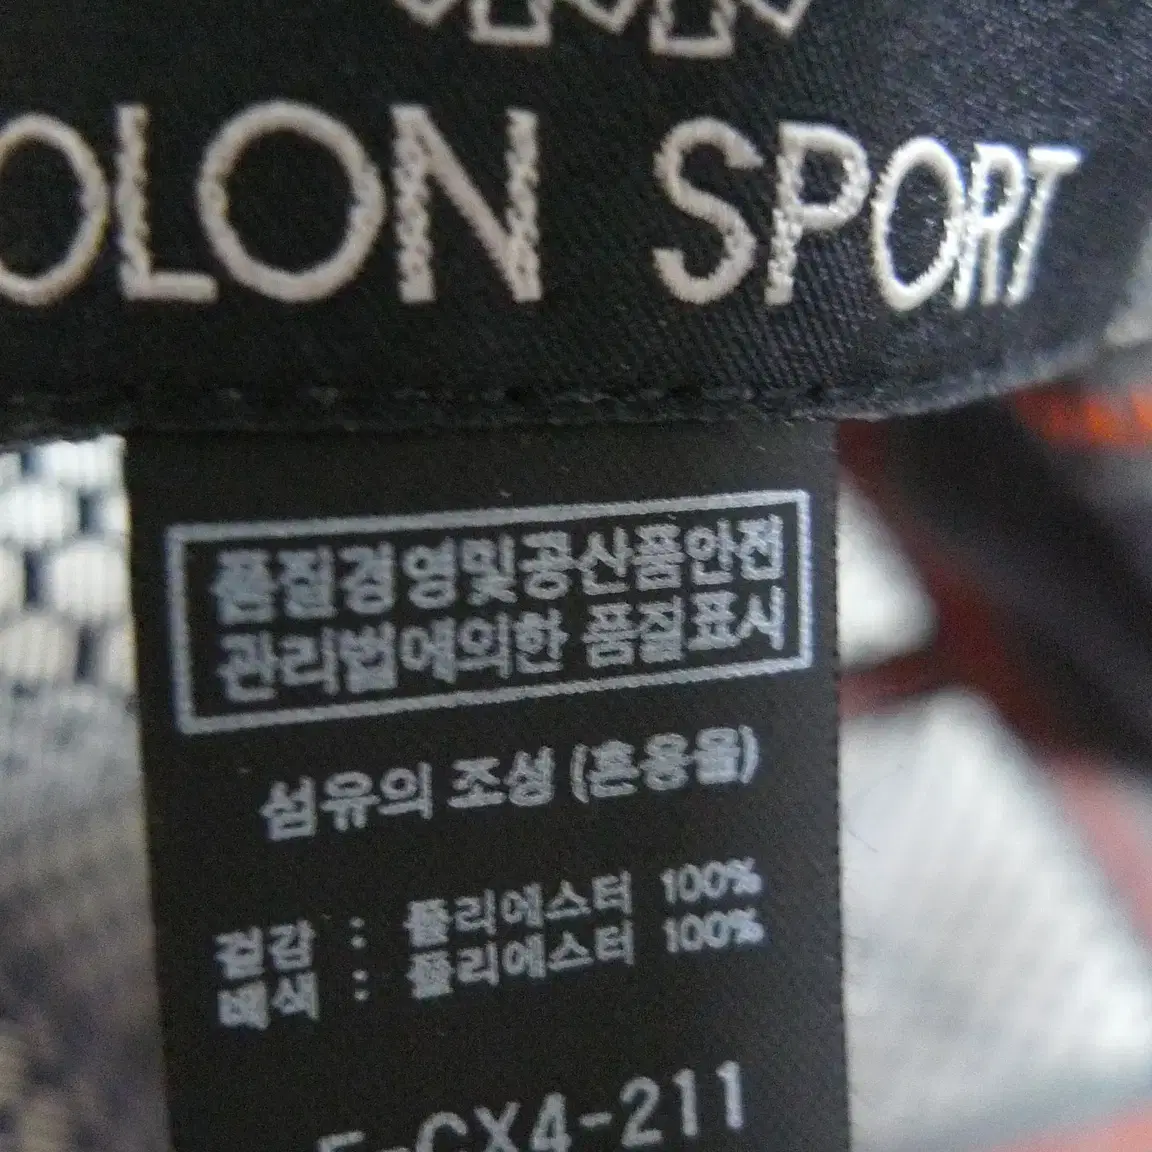 OLON SPORT
품질경영및공산품안전
관리법에의한 품질표시
섬유의 조성 (혼용율)
겉감 : 폴리에스터 100%
배색 : 폴리에스터 100%
CX4-211